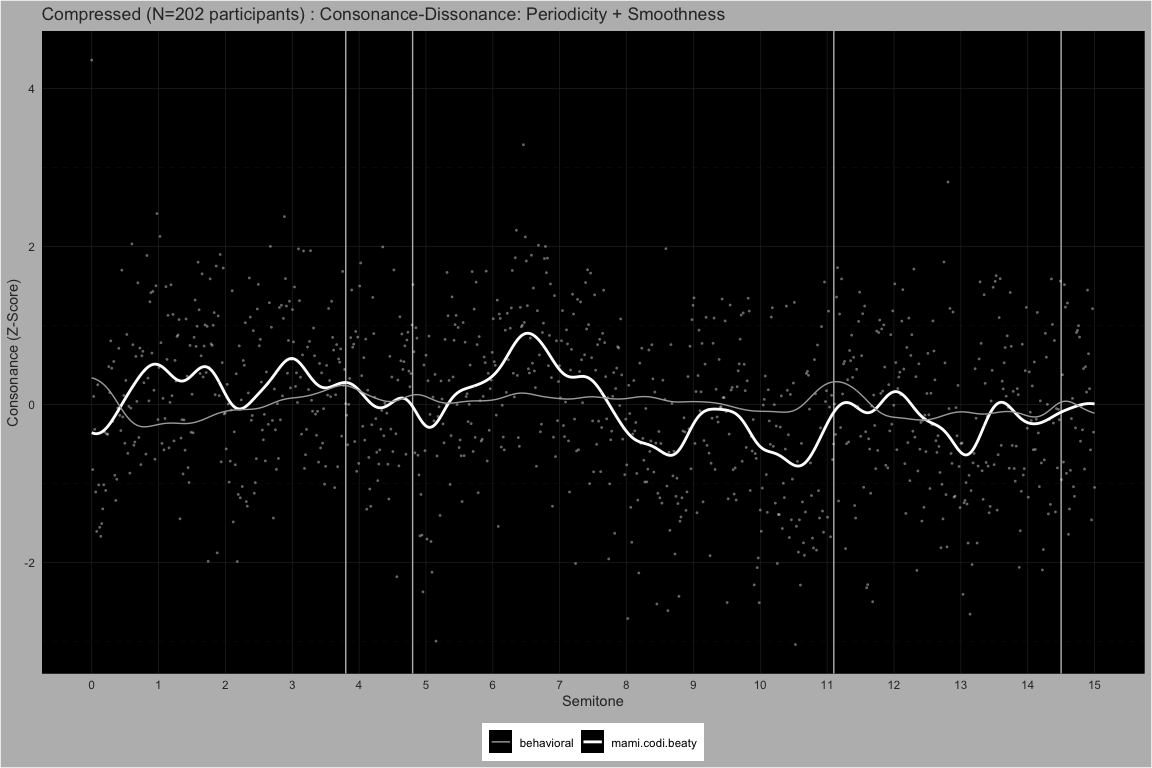 Compressed (N=202 participants) : Consonance-Dissonance: Periodicity + Smoothness
Consonance (Z-Score)
4
2
0
-2
0 1 2 3 4 5 6 7 8 9 10 11 12 13 14 15
Semitone
behavioral mami.codi.beaty